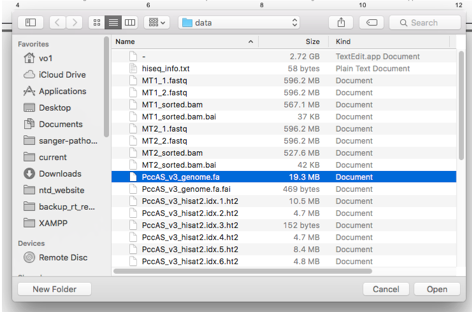 4 6 8 10 12
data Search
Favorites
vo1
iCloud Drive
Applications
Desktop
Documents
sanger-patho...
current
Downloads
ntd_website
backup_rt_re...
XAMPP
Devices
Remote Disc
Name Size Kind
- 2.72 GB TextEdit.app Document
hiseq_info.txt 58 bytes Plain Text Document
MT1_1.fastq 596.2 MB Document
MT1_2.fastq 596.2 MB Document
MT1_sorted.bam 567.1 MB Document
MT1_sorted.bam.bai 37 KB Document
MT2_1.fastq 596.2 MB Document
MT2_2.fastq 596.2 MB Document
MT2_sorted.bam 527.6 MB Document
MT2_sorted.bam.bai 42 KB Document
PccAS_v3_genome.fa 19.3 MB Document
PccAS_v3_genome.fa.fai 469 bytes Document
PccAS_v3_hisat2.idx.1.ht2 10.5 MB Document
PccAS_v3_hisat2.idx.2.ht2 4.7 MB Document
PccAS_v3_hisat2.idx.3.ht2 152 bytes Document
PccAS_v3_hisat2.idx.4.ht2 4.7 MB Document
PccAS_v3_hisat2.idx.5.ht2 8.4 MB Document
PccAS_v3_hisat2.idx.6.ht2 4.8 MB Document
New Folder Cancel Open